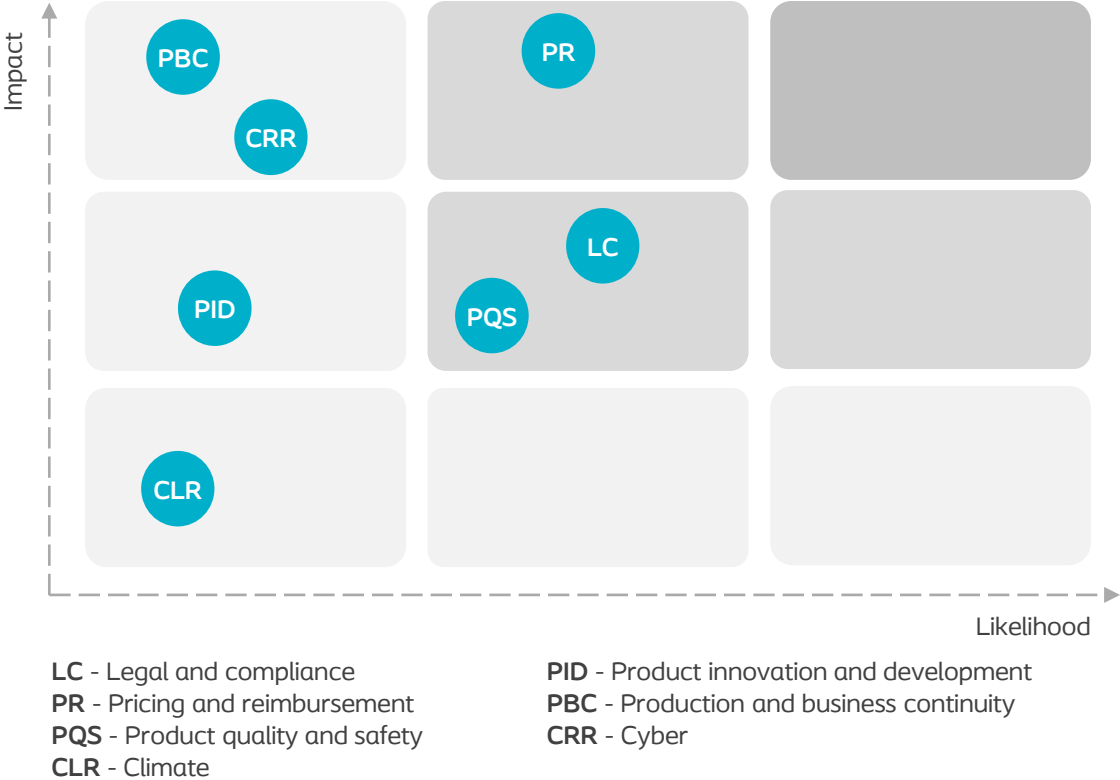 Impact
PBC
PR
CRR
LC
PID
PQS
CLR
Likelihood
LC - Legal and compliance
PR - Pricing and reimbursement
PQS - Product quality and safety
CLR - Climate
PID - Product innovation and development
PBC - Production and business continuity
CRR - Cyber